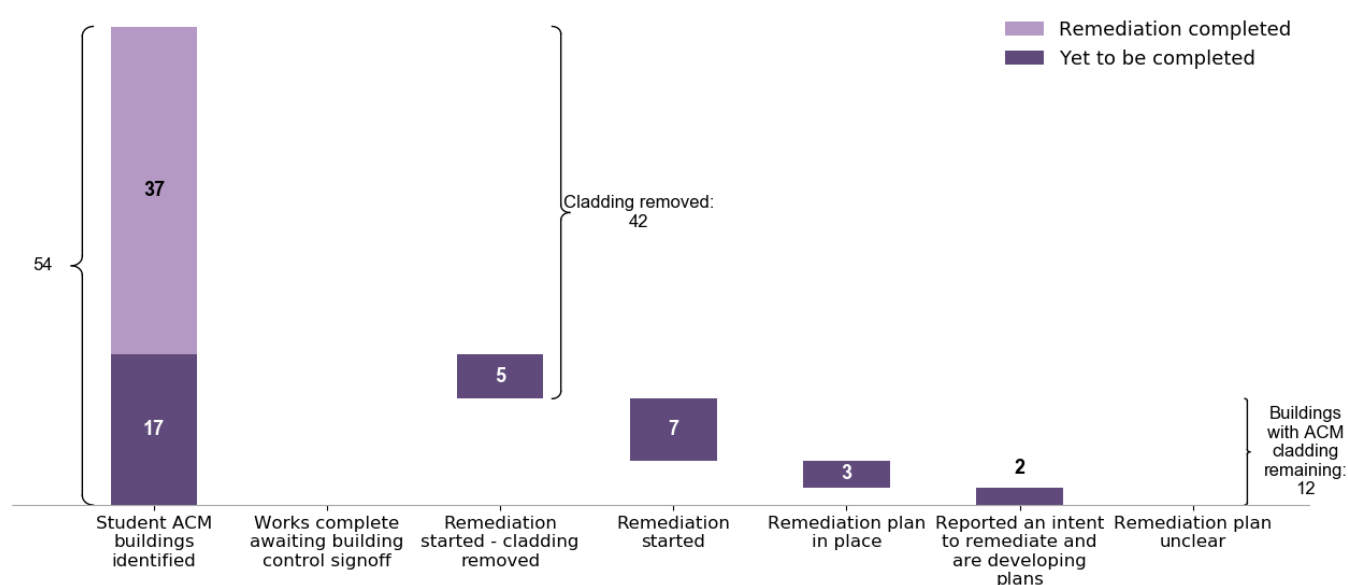 Remediation completed
Yet to be completed
37
54
Cladding removed:
42
5
17
7
3
2
Buildings
with ACM
cladding
remaining:
12
Student ACM
buildings
identified
Works complete
awaiting building
control signoff
Remediation
started - cladding
removed
Remediation
started
Remediation plan
in place
Reported an intent
to remediate and
are developing
plans
Remediation plan
unclear